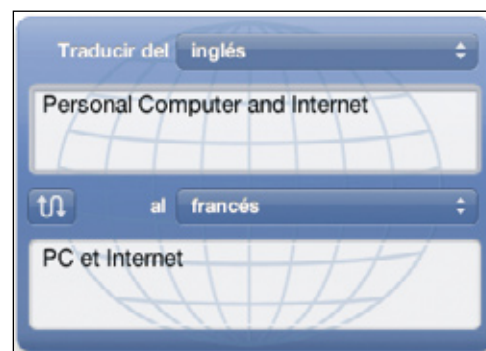 Traducir del inglés
Personal Computer and Internet
al francés
PC et Internet